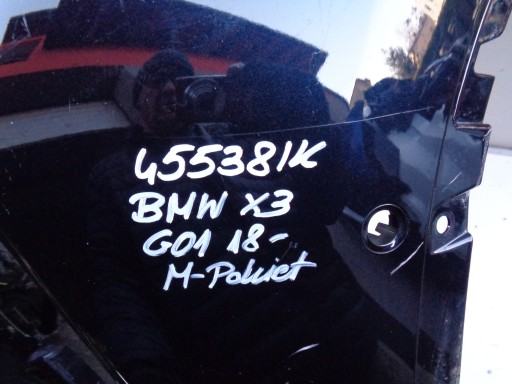 455381K
BMW X3
G01 18-
M-Pakiet